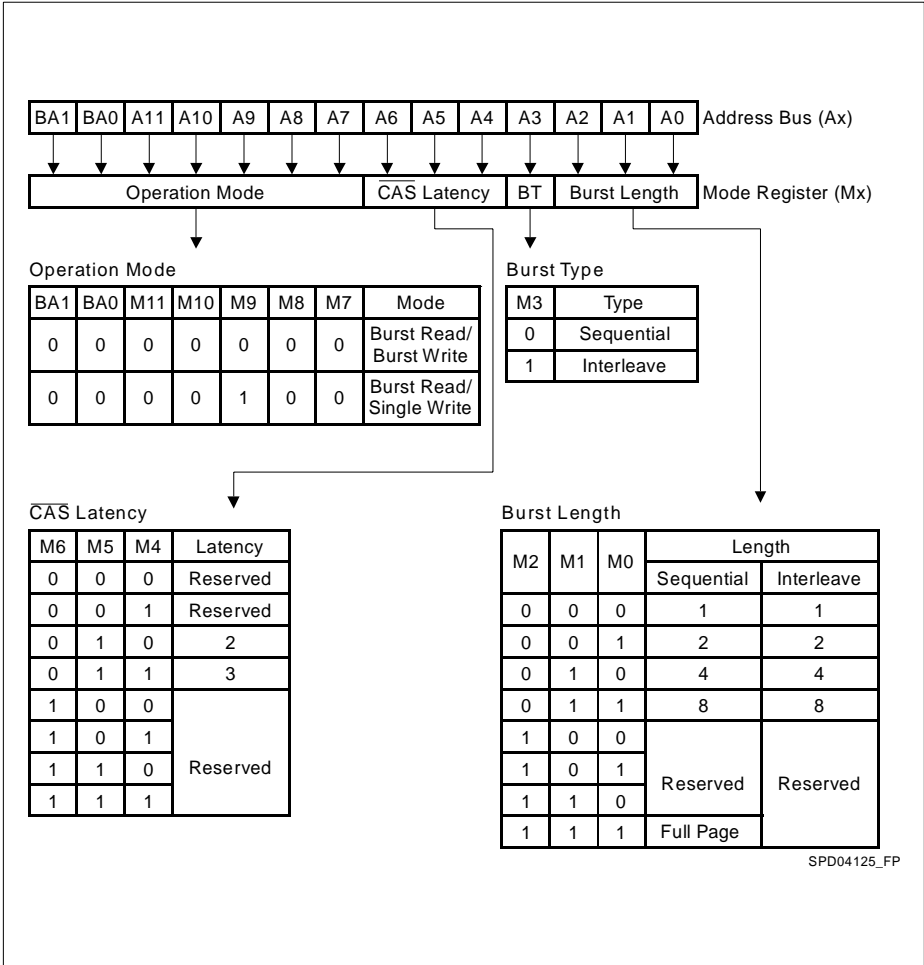 BA1 BA0 A11 A10 A9 A8 A7 A6 A5 A4 A3 A2 A1 A0 Address Bus (Ax)
Operation Mode CAS Latency BT Burst Length Mode Register (Mx)
Operation Mode
BA1 BA0 M11 M10 M9 M8 M7 Mode
0 0 0 0 0 0 0 Burst Read/
Burst Write
0 0 0 0 1 0 0 Burst Read/
Single Write
Burst Type
M3 Type
0 Sequential
1 Interleave
CAS Latency
M6 M5 M4 Latency
0 0 0 Reserved
0 0 1 Reserved
0 1 0 2
0 1 1 3
1 0 0
1 0 1
1 1 0 Reserved
1 1 1
Burst Length
M2 M1 M0 Length
Sequential Interleave
0 0 0 1 1
0 0 1 2 2
0 1 0 4 4
0 1 1 8 8
1 0 0
1 0 1 Reserved Reserved
1 1 0
1 1 1 Full Page
SPD04125_FP